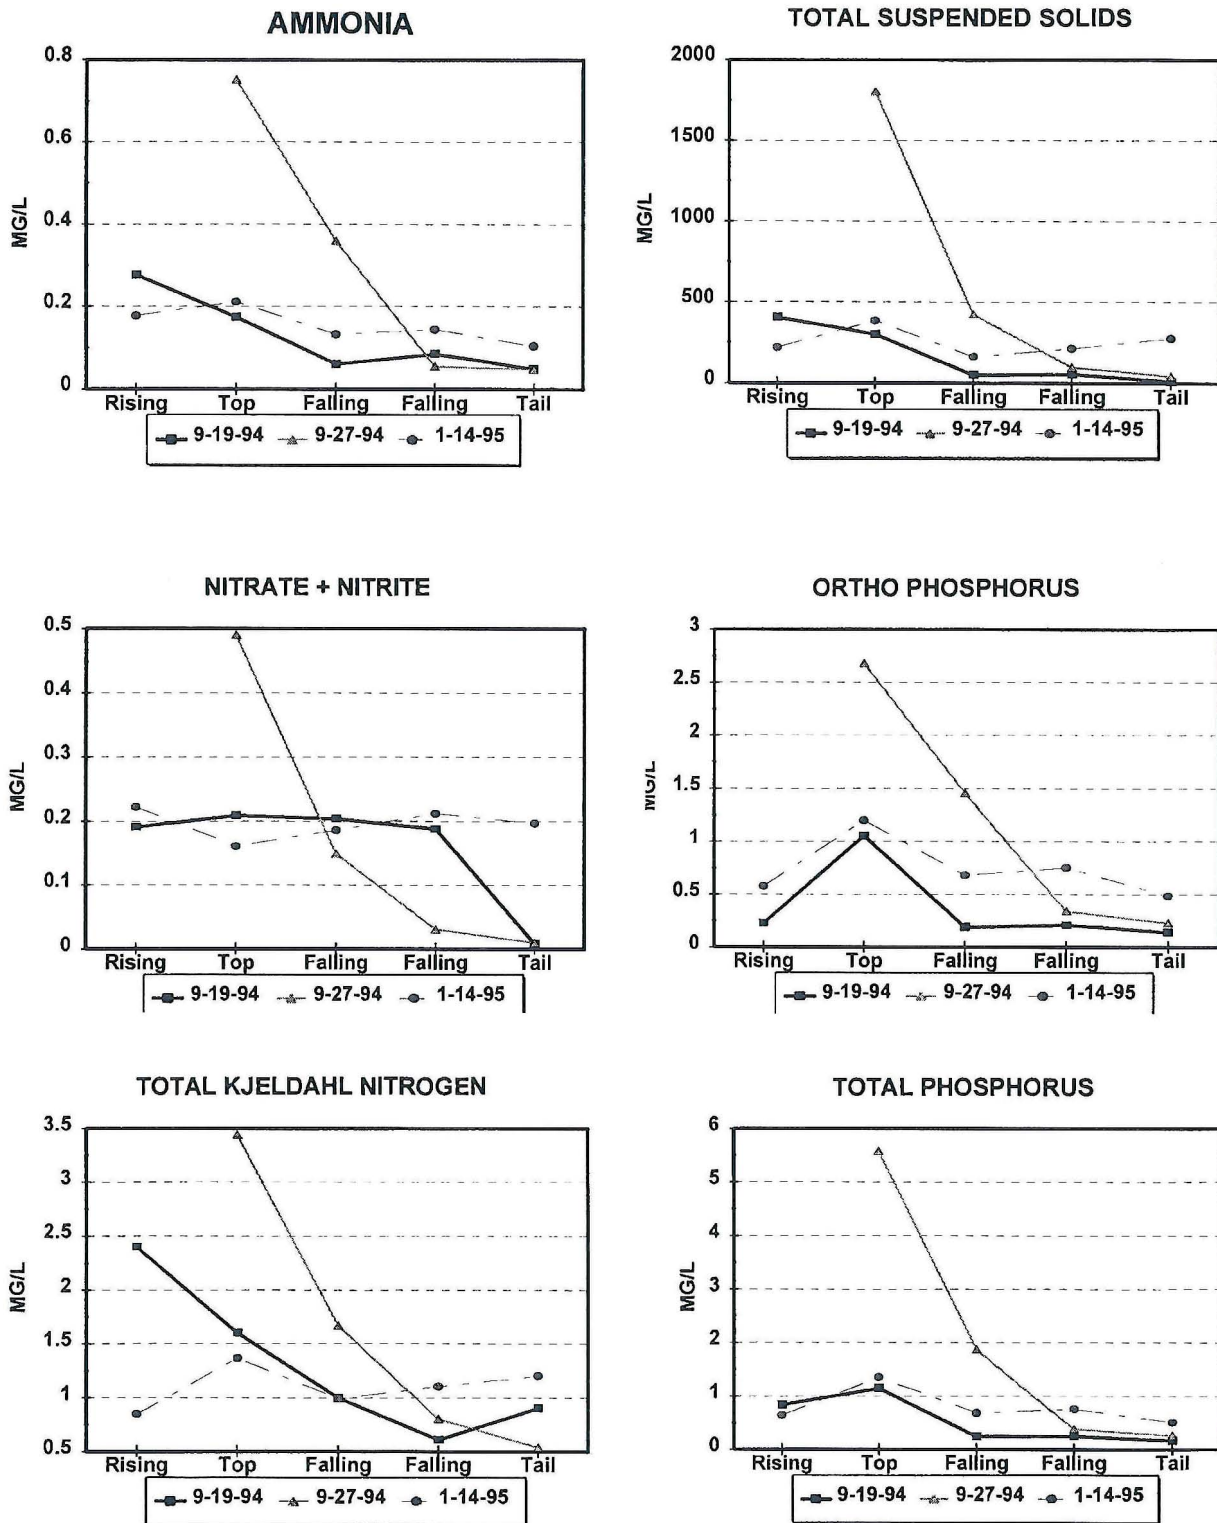 AMMONIA
0.8
0.6
0.4
0.2
0
MG/L
Rising Top Falling Falling Tail
9-19-94 9-27-94 1-14-95
TOTAL SUSPENDED SOLIDS
2000
1500
1000
500
0
MG/L
Rising Top Falling Falling Tail
9-19-94 9-27-94 1-14-95
NITRATE + NITRITE
0.5
0.4
0.3
0.2
0.1
0
MG/L
Rising Top Falling Falling Tail
9-19-94 9-27-94 1-14-95
ORTHO PHOSPHORUS
3
2.5
2
1.5
1
0.5
0
MG/L
Rising Top Falling Falling Tail
9-19-94 9-27-94 1-14-95
TOTAL KJELDAHL NITROGEN
3.5
3
2.5
2
1.5
1
0.5
MG/L
Rising Top Falling Falling Tail
9-19-94 9-27-94 1-14-95
TOTAL PHOSPHORUS
6
5
4
3
2
1
0
MG/L
Rising Top Falling Falling Tail
9-19-94 9-27-94 1-14-95